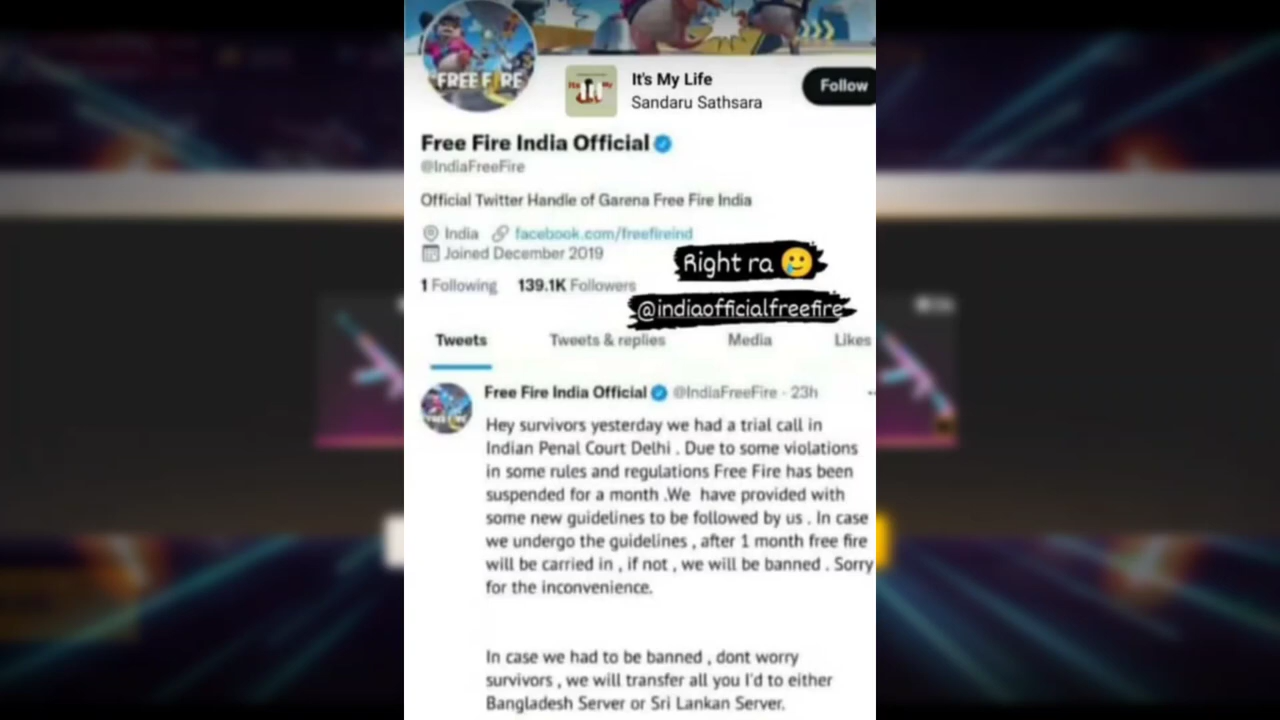 FREE FIRE
It's My Life
Sandaru Sathsara
Follow
Free Fire India Official
@IndiaFreeFire
Official Twitter Handle of Garena Free Fire India
India facebook.com/freefireind
Joined December 2019
Right ra 🥲
1 Following 139.1K Followers
@indiaofficialfreefire
Tweets Tweets & replies Media Likes
Free Fire India Official @IndiaFreeFire · 23h
Hey survivors yesterday we had a trial call in
Indian Penal Court Delhi . Due to some violations
in some rules and regulations Free Fire has been
suspended for a month .We have provided with
some new guidelines to be followed by us . In case
we undergo the guidelines , after 1 month free fire
will be carried in , if not , we will be banned . Sorry
for the inconvenience.
In case we had to be banned , dont worry
survivors , we will transfer all you I'd to either
Bangladesh Server or Sri Lankan Server.